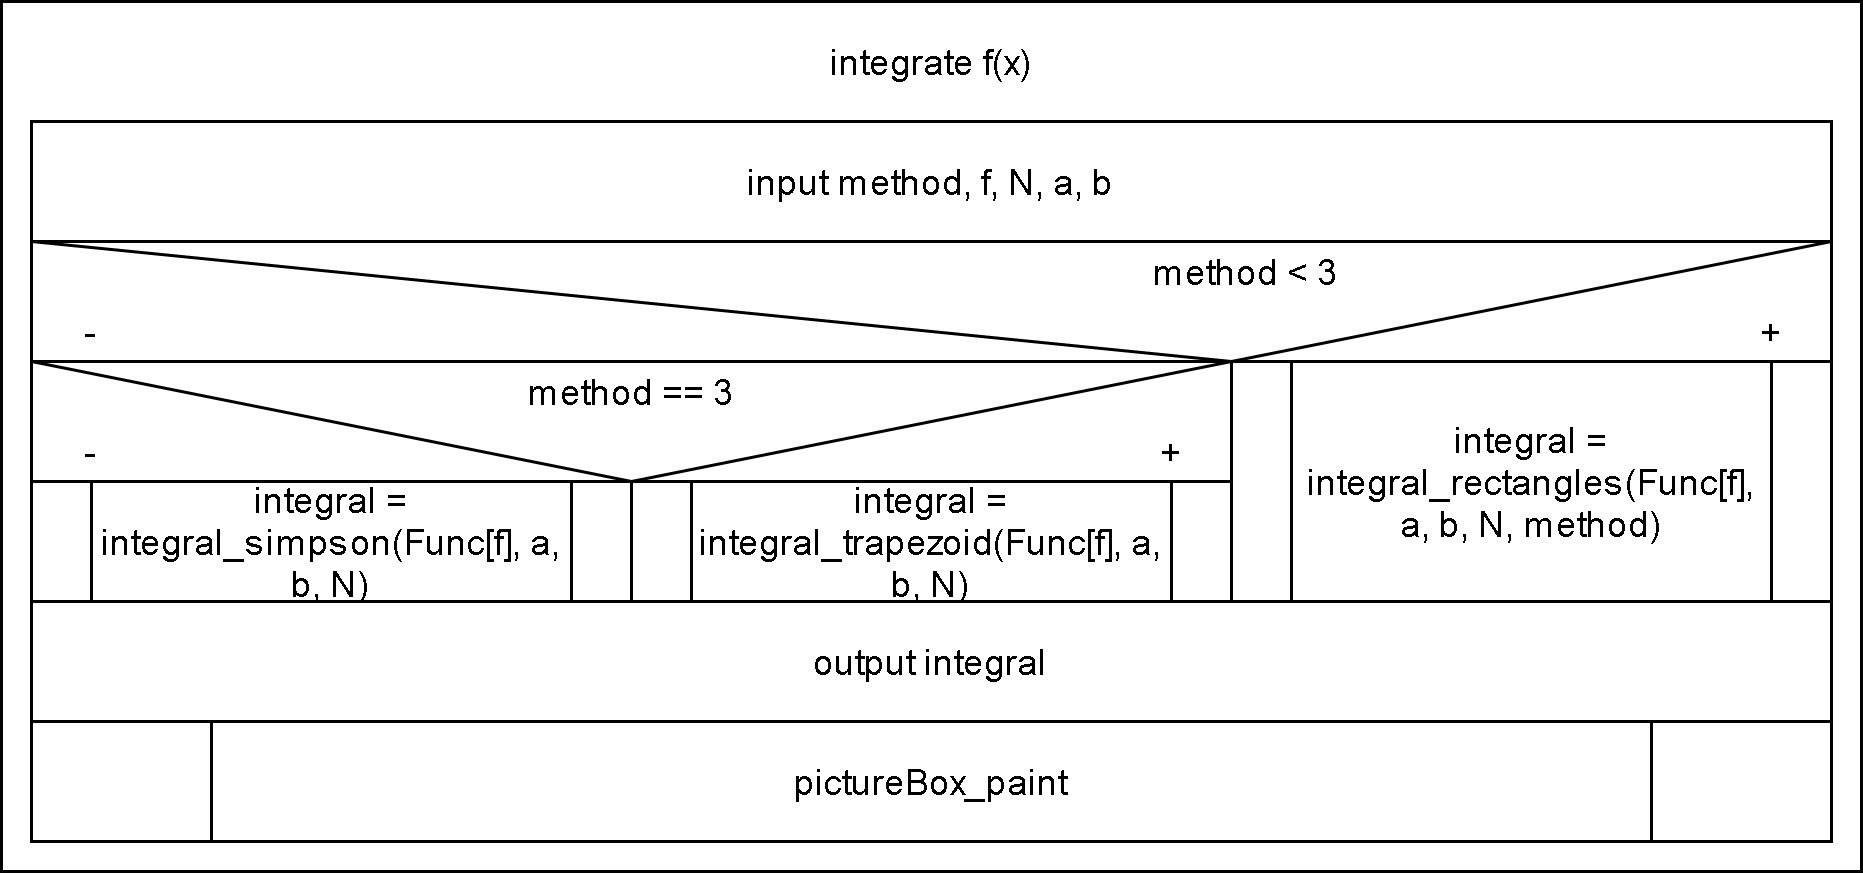 integrate f(x)
input method, f, N, a, b
method < 3
-
+
method == 3
-
+
integral =
integral_simpson(Func[f], a,
b, N)
integral =
integral_trapezoid(Func[f], a,
b, N)
integral =
integral_rectangles(Func[f],
a, b, N, method)
output integral
pictureBox_paint